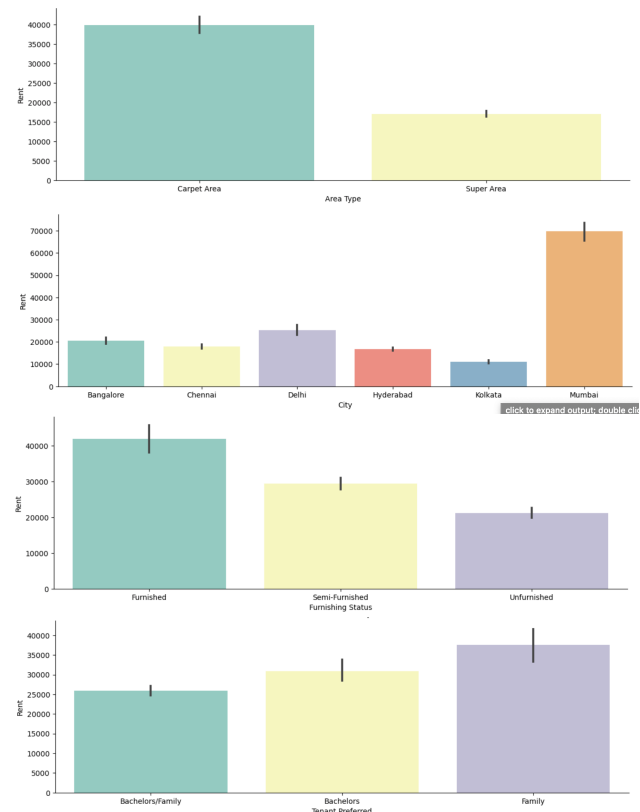 40000
35000
30000
25000
20000
15000
10000
5000
0
Rent
Carpet Area Super Area
Area Type
70000
60000
50000
40000
30000
20000
10000
0
Rent
Bangalore Chennai Delhi Hyderabad Kolkata Mumbai
City
click to expand output; double clic
40000
30000
20000
10000
0
Rent
Furnished Semi-Furnished Unfurnished
Furnishing Status
40000
35000
30000
25000
20000
15000
10000
5000
0
Rent
Bachelors/Family Bachelors Family
Tenant Preferred